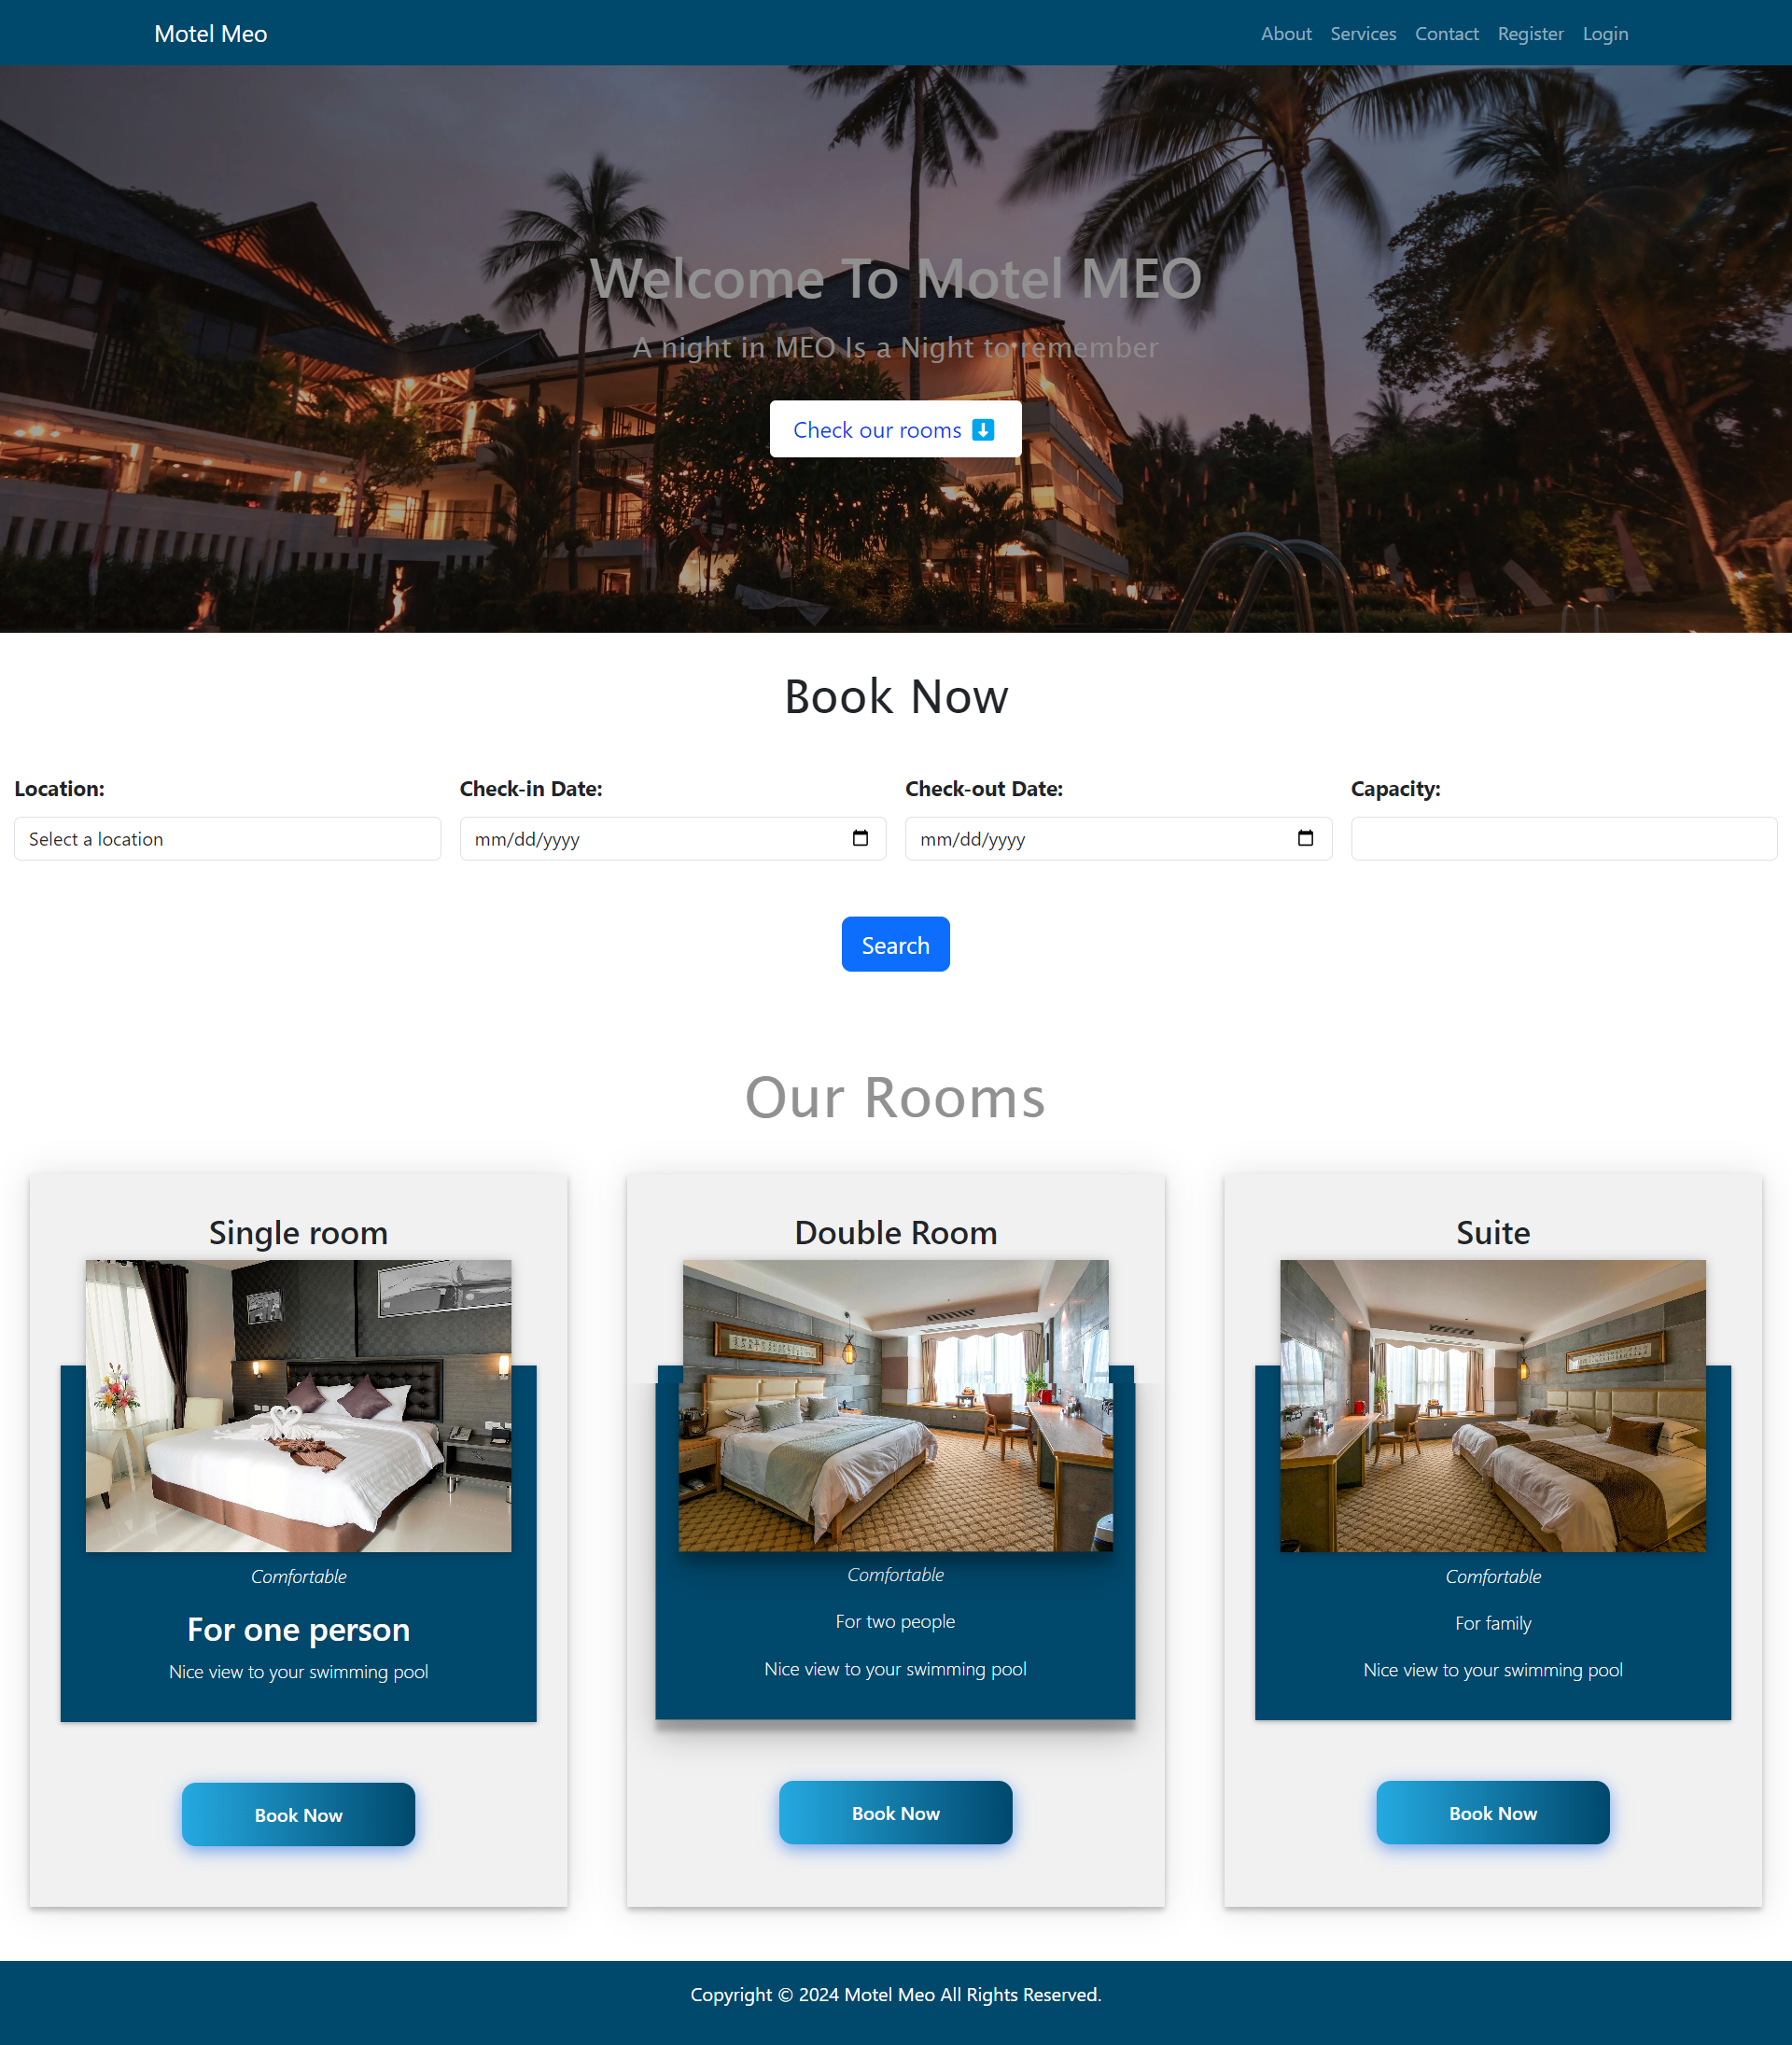 Motel Meo
About Services Contact Register Login
Welcome To Motel MEO
A night in MEO Is a Night to remember
Check our rooms ⬇️
Book Now
Location: Check-in Date: Check-out Date: Capacity:
Select a location mm/dd/yyyy mm/dd/yyyy
Search
Our Rooms
Single room
Comfortable
For one person
Nice view to your swimming pool
Book Now
Double Room
Comfortable
For two people
Nice view to your swimming pool
Book Now
Suite
Comfortable
For family
Nice view to your swimming pool
Book Now
Copyright © 2024 Motel Meo All Rights Reserved.